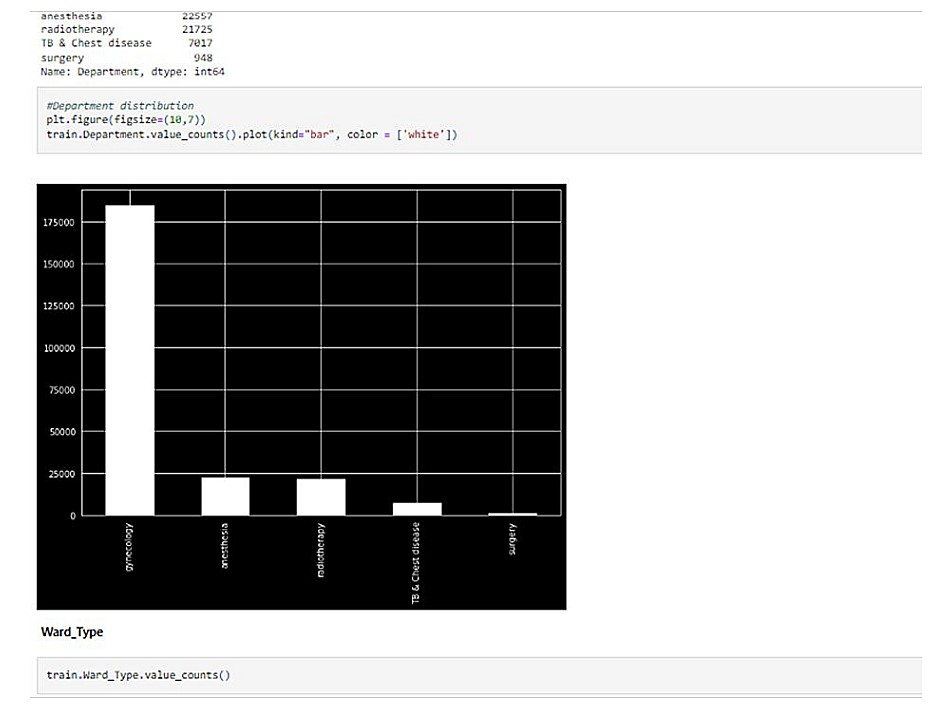 anesthesia 22557
radiotherapy 21725
TB & Chest disease 7017
surgery 948
Name: Department, dtype: int64
#Department distribution
plt.figure(figsize=(10,7))
train.Department.value_counts().plot(kind="bar", color = ['white'])
175000
150000
125000
100000
75000
50000
25000
0
gynecology
anesthesia
radiotherapy
TB & Chest disease
surgery
Ward_Type
train.Ward_Type.value_counts()